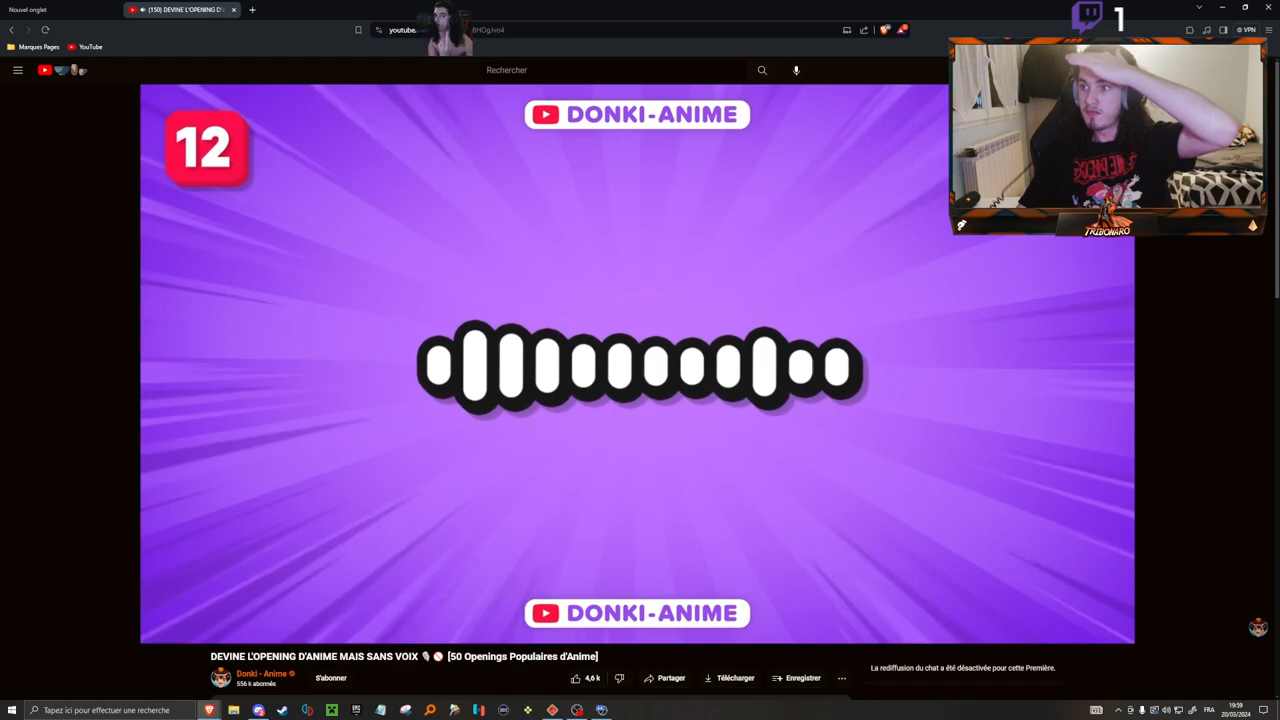 Nouvel onglet
(150) DEVINE L'OPENING D'
1
youtube.
8HOgJvo4
VPN
Marques Pages
YouTube
Rechercher
12
DONKI-ANIME
TRIBONARO
DONKI-ANIME
DEVINE L'OPENING D'ANIME MAIS SANS VOIX [50 Openings Populaires d'Anime]
Donki - Anime
556 k abonnés
S'abonner
4,6 k
Partager
Télécharger
Enregistrer
La rediffusion du chat a été désactivée pour cette Première.
Tapez ici pour effectuer une recherche
FRA
19:59
20/03/2024